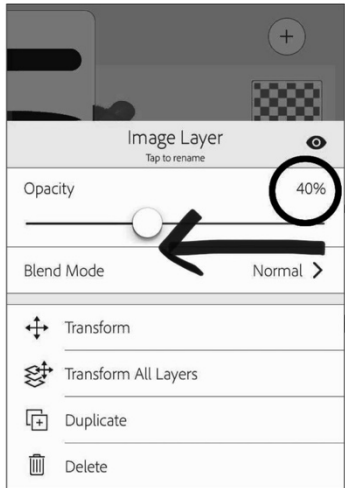 Image Layer
Tap to rename
Opacity 40%
Blend Mode Normal
Transform
Transform All Layers
Duplicate
Delete